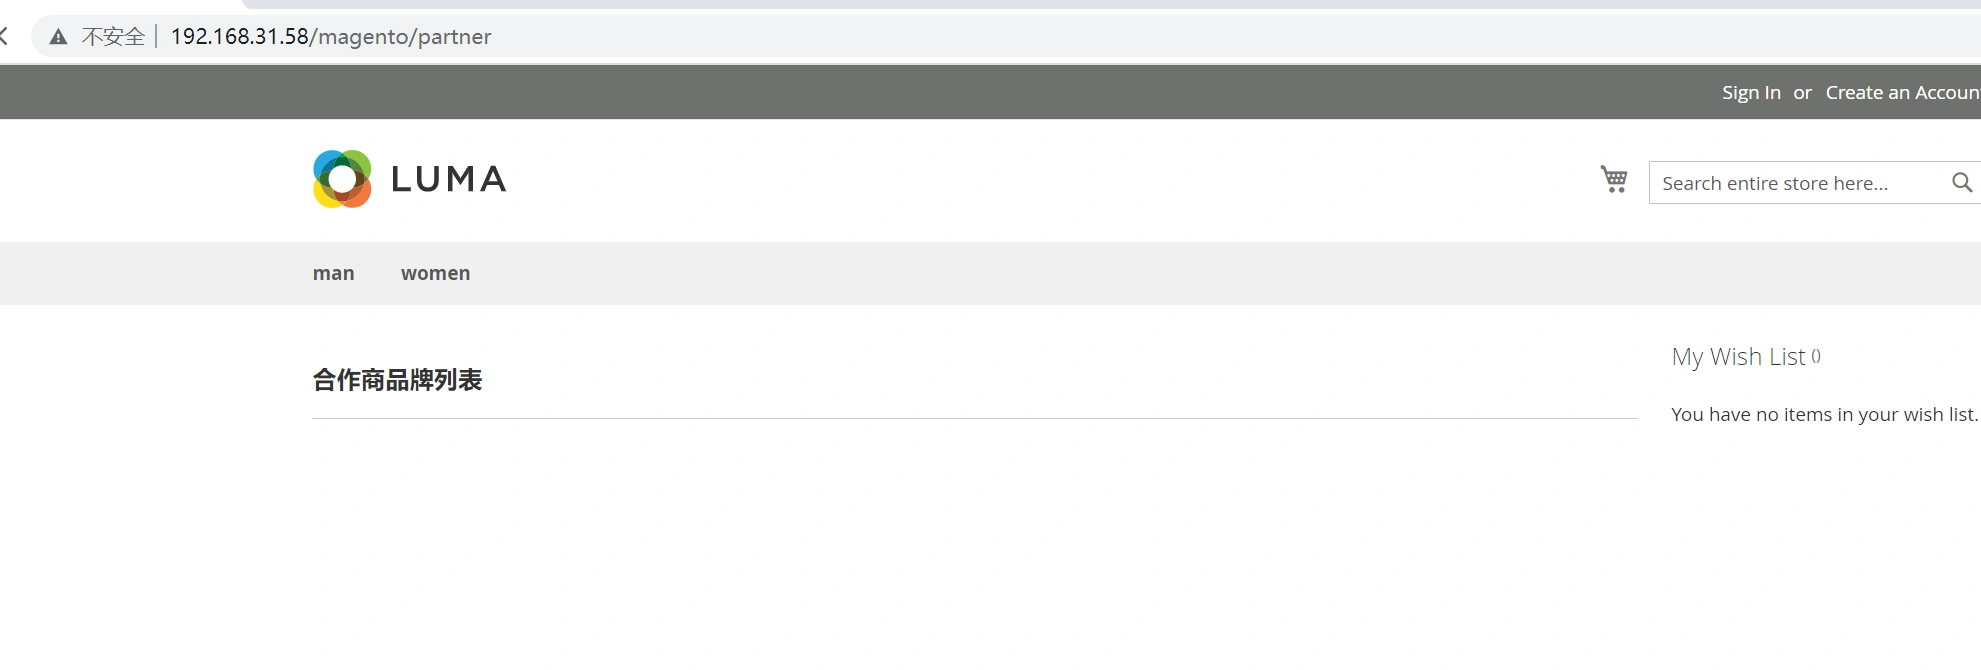 不安全 192.168.31.58/magento/partner
Sign In or Create an Accoun
LUMA
Search entire store here...
man women
合作商品牌列表
My Wish List ()
You have no items in your wish list.